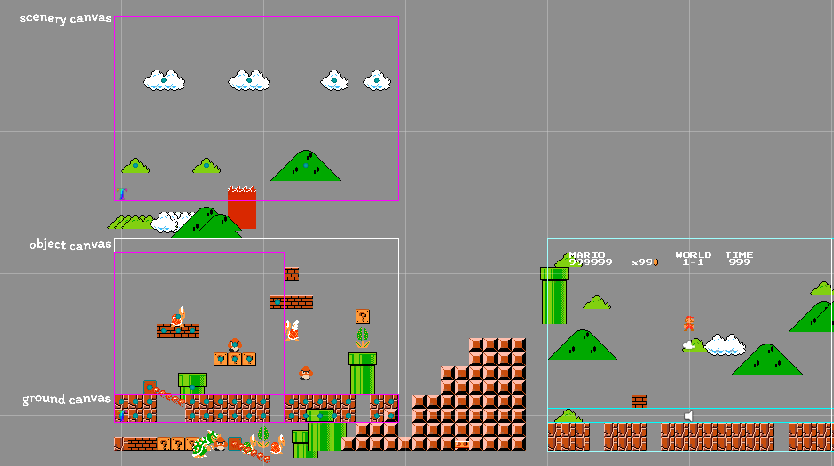 scenery canvas
object canvas
MARIO WORLD TIME
999999 x99 1-1 999
ground canvas